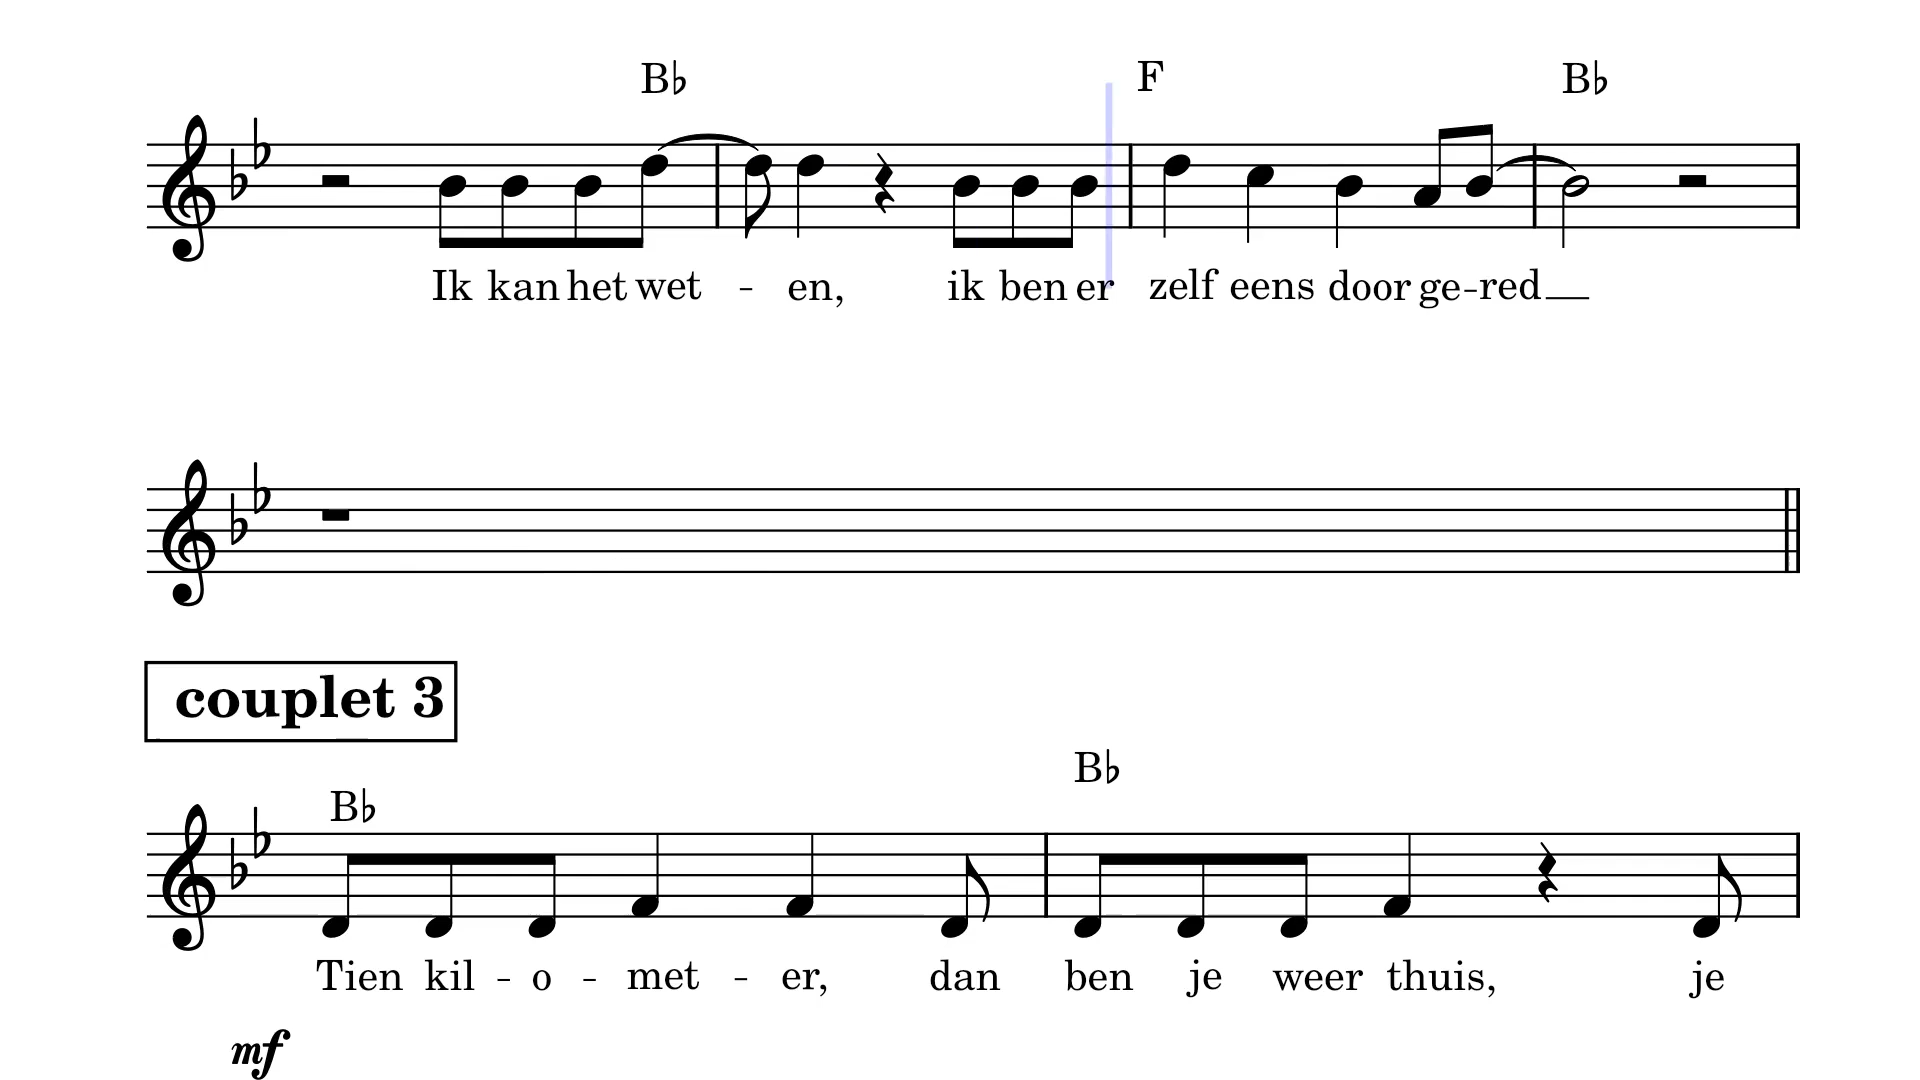 B♭ F B♭
Ik kan het wet - en, ik ben er zelf eens door ge-red
couplet 3
B♭ B♭
Tien kil - o - met - er, dan ben je weer thuis, je
mf